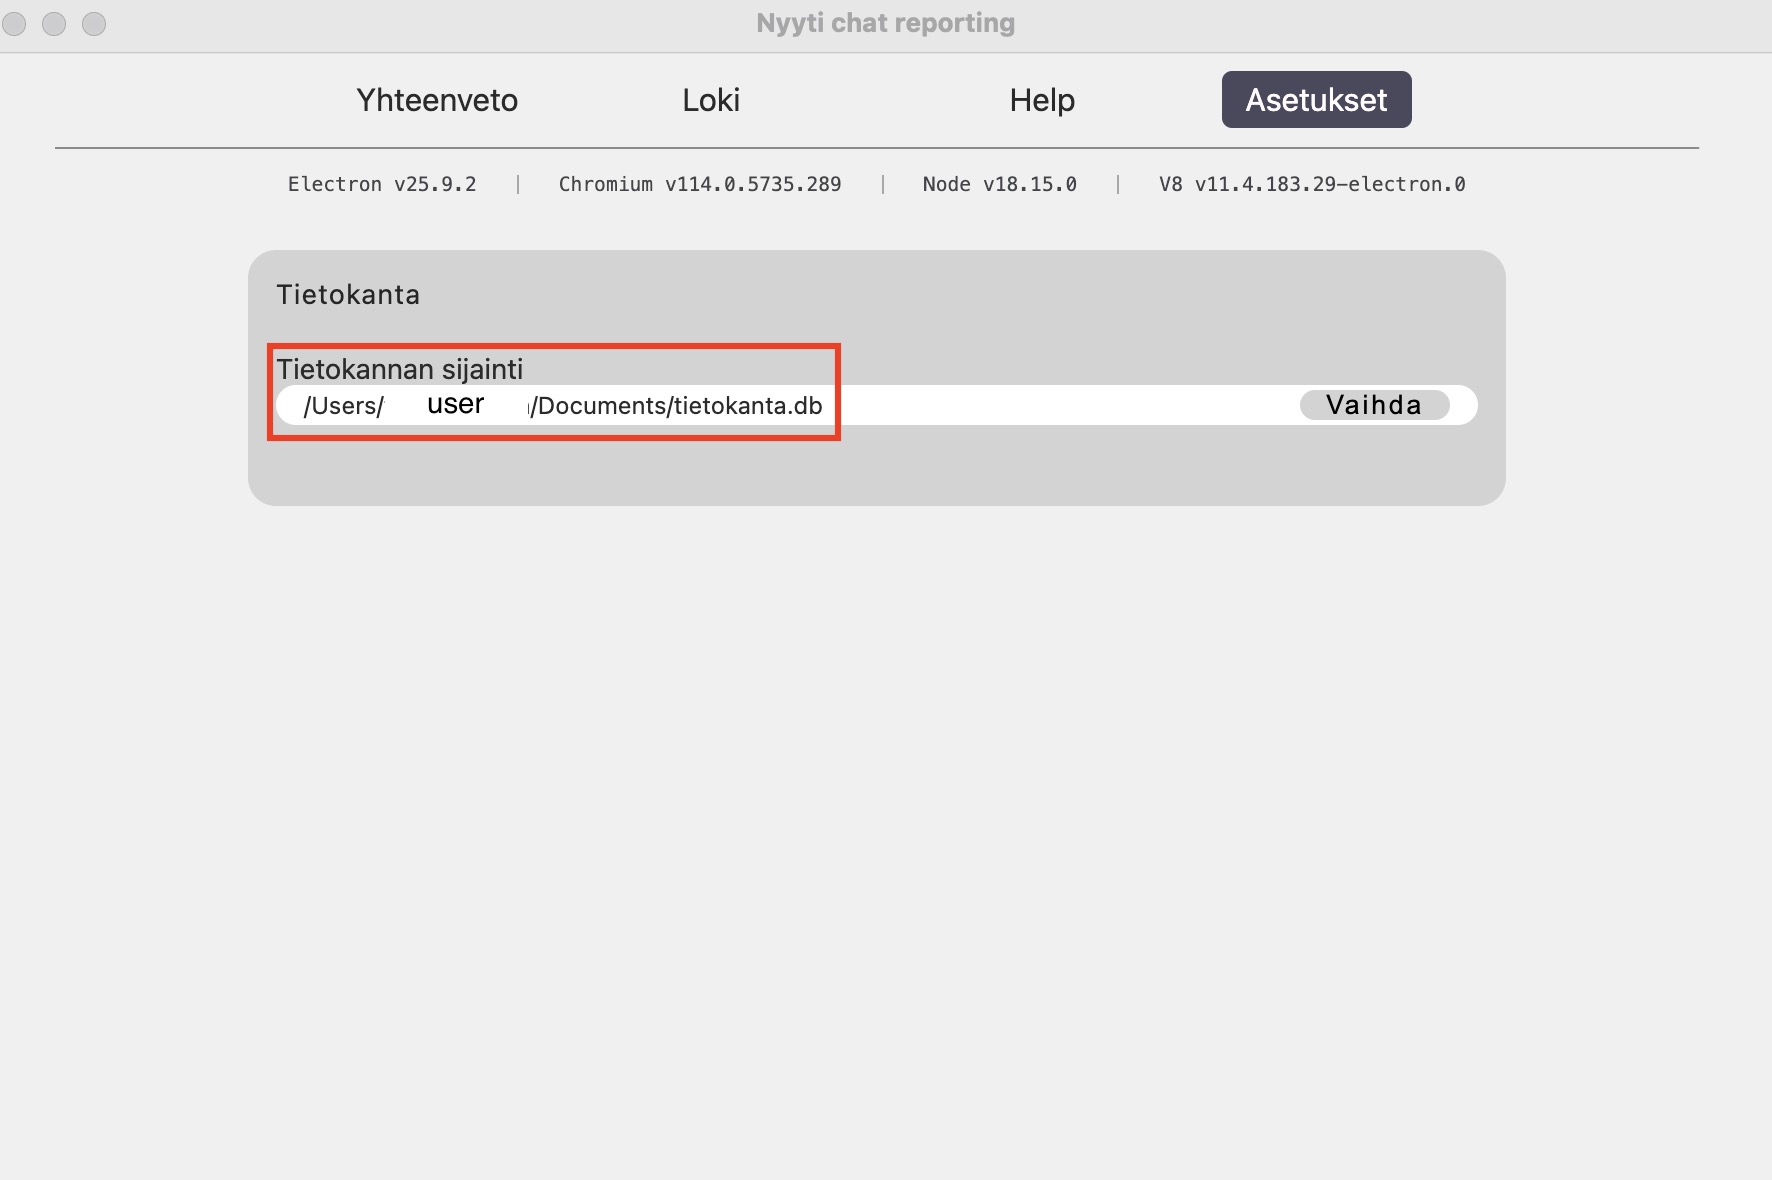 Nyyti chat reporting
Yhteenveto Loki Help Asetukset
Electron v25.9.2 | Chromium v114.0.5735.289 | Node v18.15.0 | V8 v11.4.183.29-electron.0
Tietokanta
Tietokannan sijainti
/Users/ user /Documents/tietokanta.db Vaihda